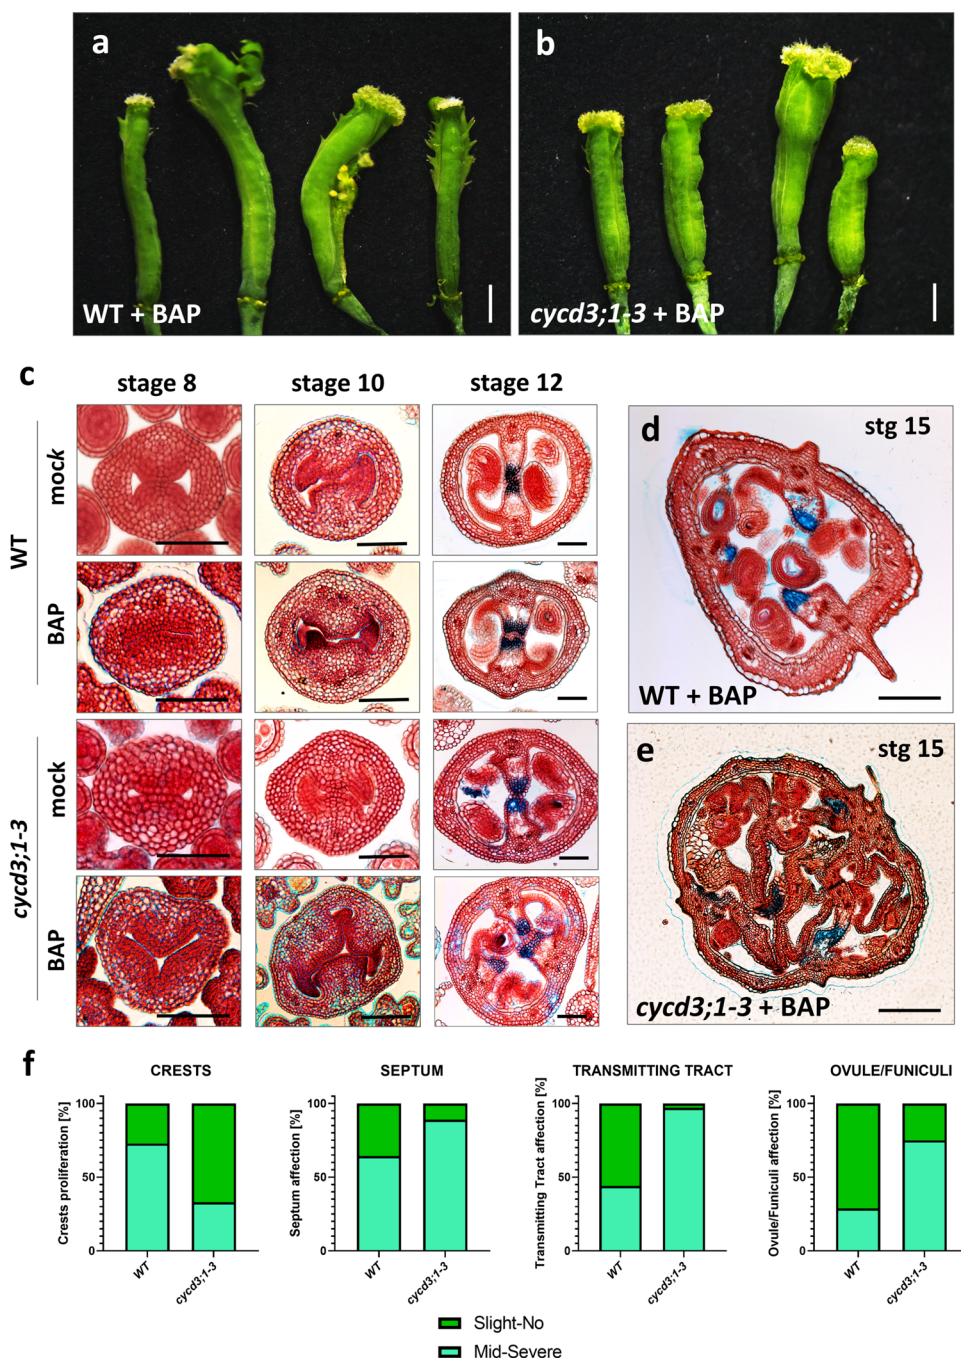 a
b
WT + BAP
cycd3;1-3 + BAP
c
stage 8
stage 10
stage 12
WT
mock
BAP
cycd3;1-3
mock
BAP
d
stg 15
WT + BAP
e
stg 15
cycd3;1-3 + BAP
f
CRESTS
Crests proliferation [%]
100
50
0
WT
cycd3;1-3
SEPTUM
Septum affection [%]
100
50
0
WT
cycd3;1-3
TRANSMITTING TRACT
Transmitting Tract affection [%]
100
50
0
WT
cycd3;1-3
OVULE/FUNICULI
Ovule/Funiculi affection [%]
100
50
0
WT
cycd3;1-3
Slight-No
Mid-Severe